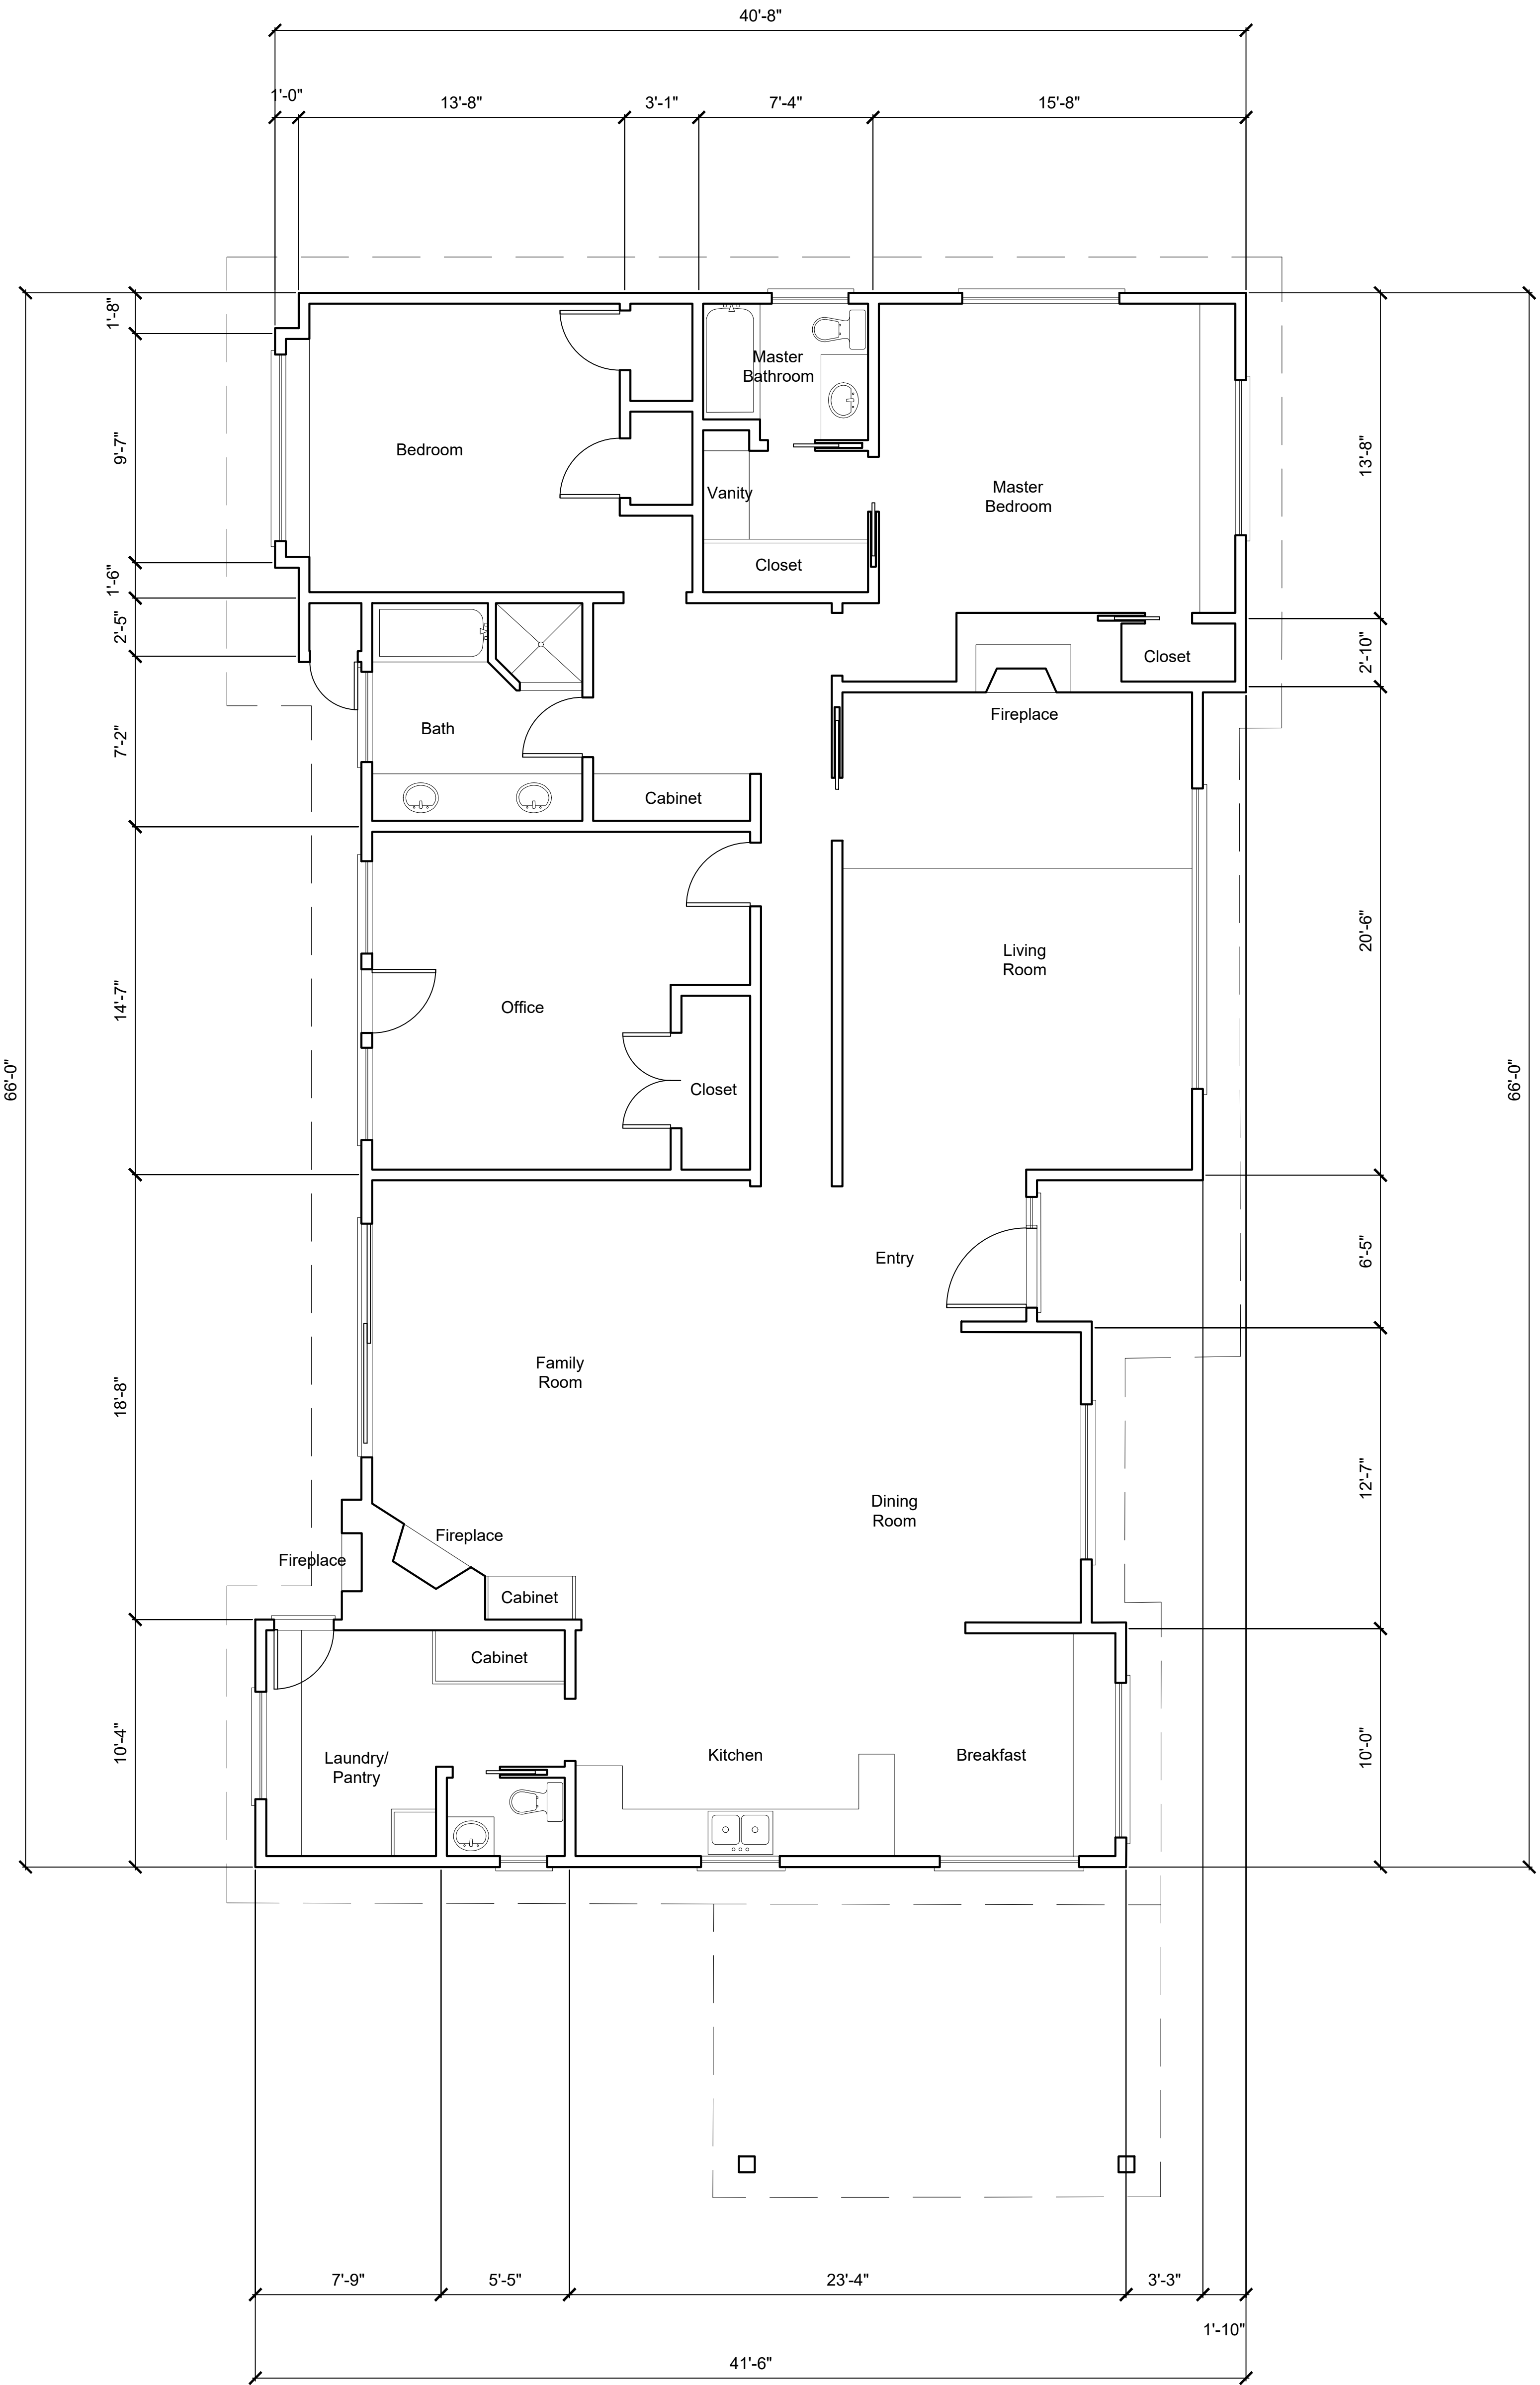 40'-8"
1'-0"
13'-8"
3'-1"
7'-4"
15'-8"
1'-8"
9'-7"
1'-6"
2'-5"
7'-2"
14'-7"
18'-8"
10'-4"
66'-0"
Master
Bathroom
Bedroom
Vanity
Master
Bedroom
Closet
Closet
Fireplace
Bath
Cabinet
Living
Room
Office
Closet
Entry
Family
Room
Dining
Room
Fireplace
Fireplace
Cabinet
Cabinet
Laundry/
Pantry
Kitchen
Breakfast
13'-8"
2'-10"
20'-6"
6'-5"
12'-7"
10'-0"
66'-0"
7'-9"
5'-5"
23'-4"
3'-3"
1'-10"
41'-6"